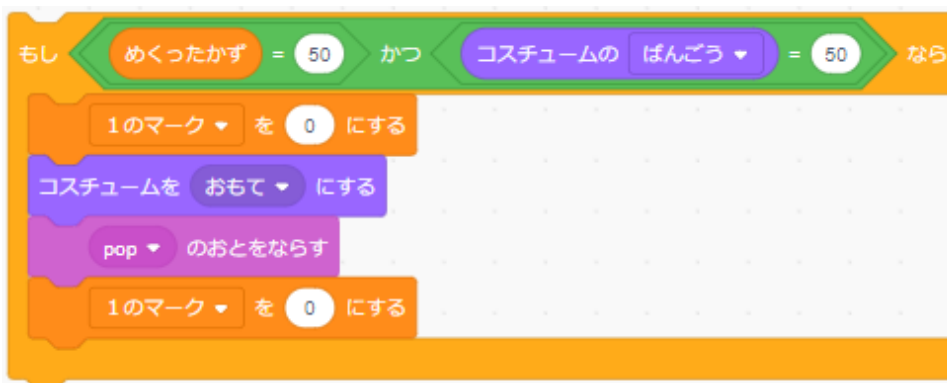 もし めくったかず = 50 かつ コスチュームの ばんごう = 50 なら
1のマーク を 0 にする
コスチュームを おもて にする
pop のおとをならす
1のマーク を 0 にする